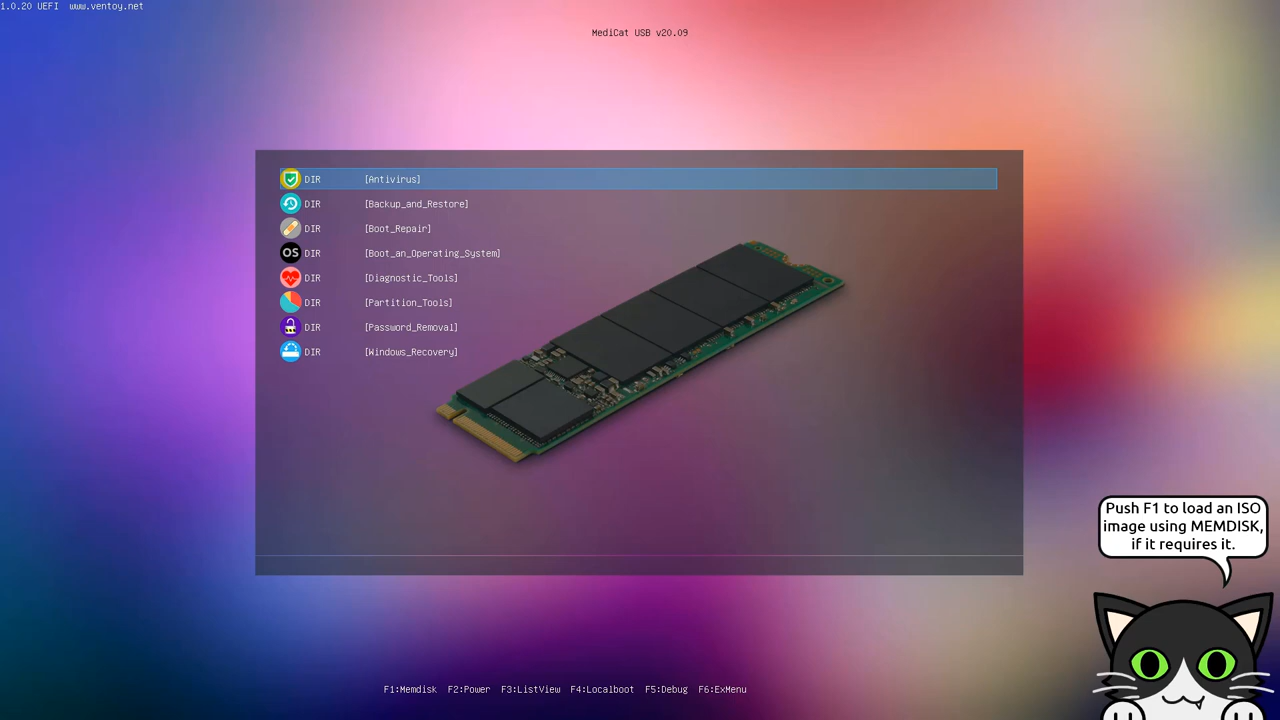 1.0.20 UEFI www.ventoy.net
MediCat USB v20.09
DIR [Antivirus]
DIR [Backup_and_Restore]
DIR [Boot_Repair]
OS DIR [Boot_an_Operating_System]
DIR [Diagnostic_Tools]
DIR [Partition_Tools]
DIR [Password_Removal]
DIR [Windows_Recovery]
Push F1 to load an ISO
image using MEMDISK,
if it requires it.
F1:Memdisk F2:Power F3:ListView F4:Localboot F5:Debug F6:ExMenu